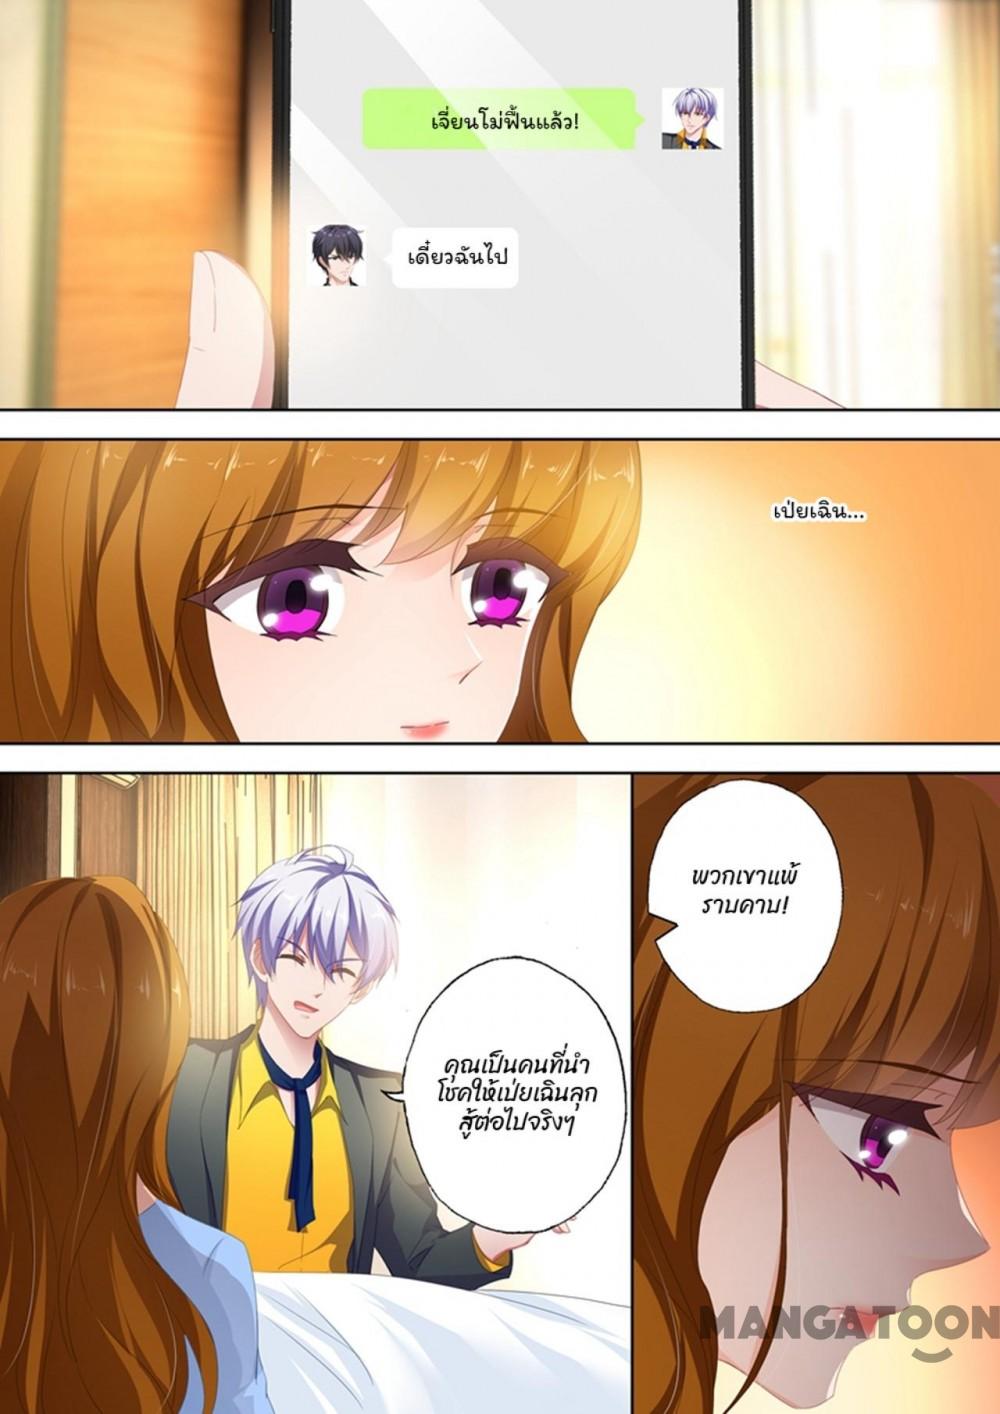 เจี่ยนโม่ฟื้นแล้ว!
เดี๋ยวฉันไป
เป่ยเฉิน...
คุณเป็นคนที่นำ
โชคให้เป่ยเฉินลุก
สู้ต่อไปจริงๆ
พวกเขาแพ้
ราบคาบ!
MANGATOON